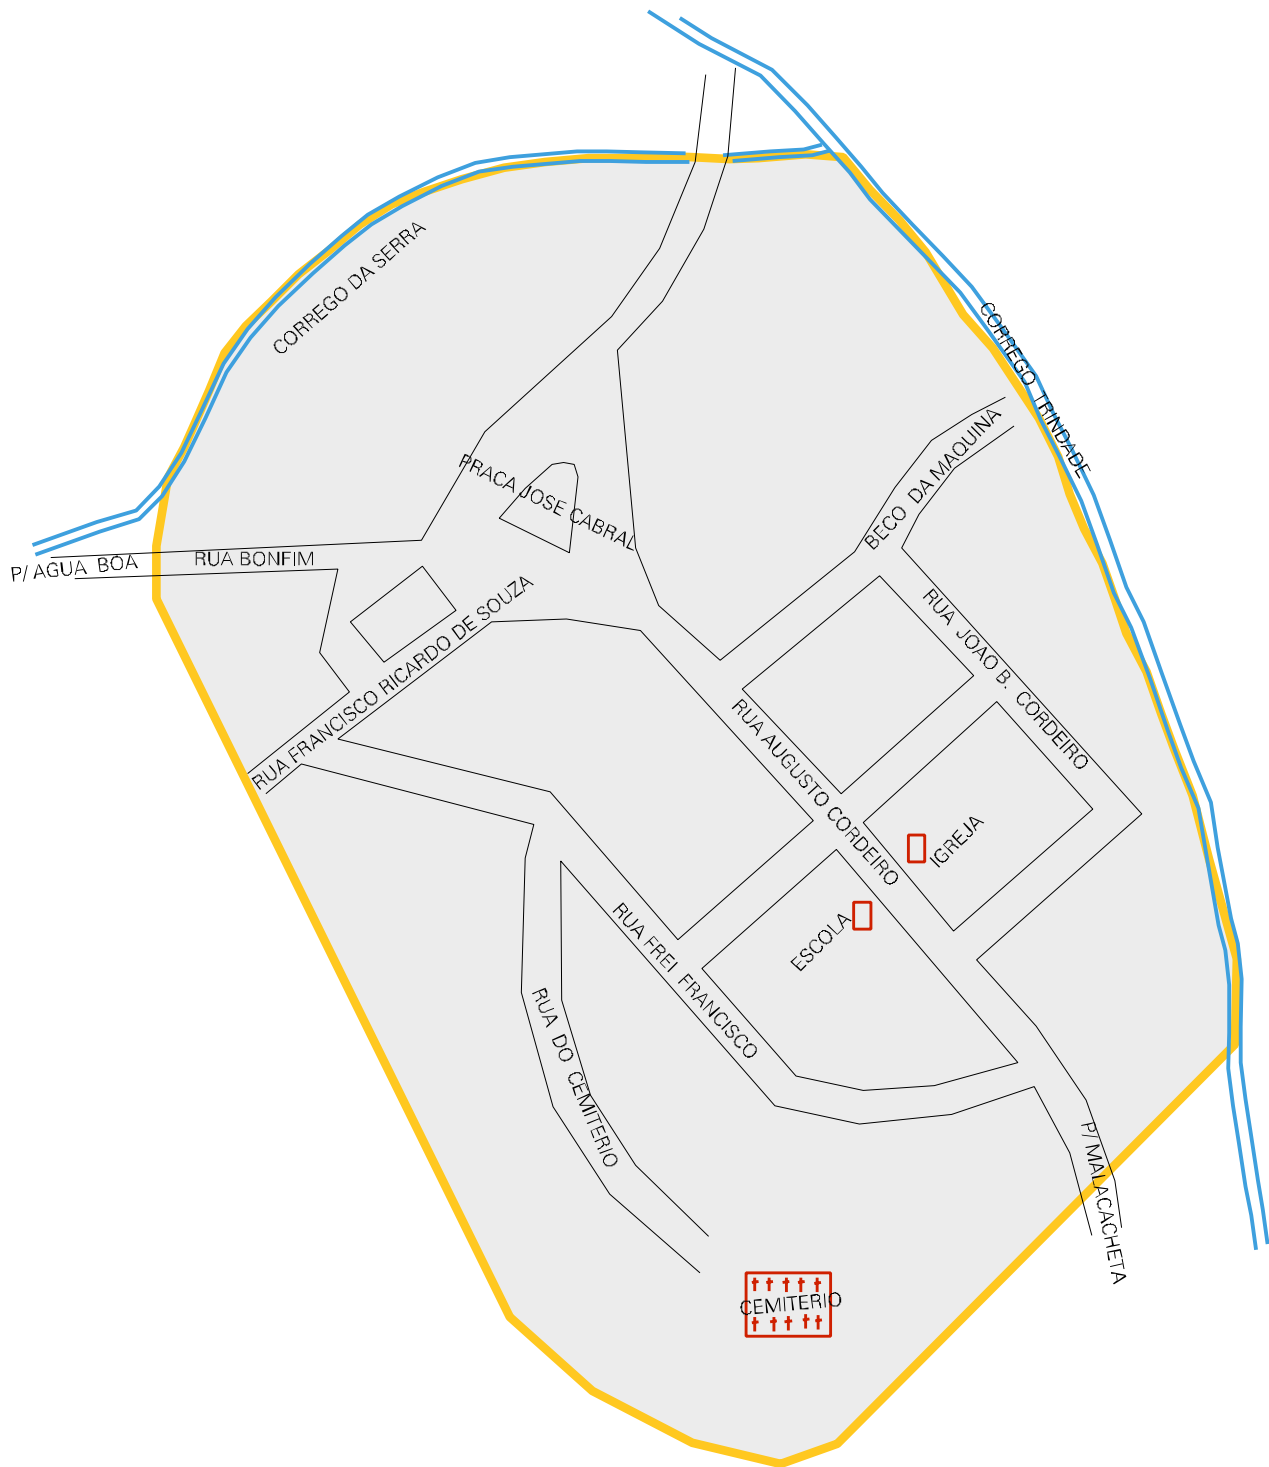 CORREGO DA SERRA
CORREGO TRINDADE
BECO DA MAQUINA
PRACA JOSE CABRAL
P/ AGUA BOA
RUA BONFIM
RUA FRANCISCO RICARDO DE SOUZA
RUA JOAO B. CORDEIRO
RUA AUGUSTO CORDEIRO
IGREJA
ESCOLA
RUA FREI FRANCISCO
RUA DO CEMITERIO
P/ MALACACHETA
CEMITERIO